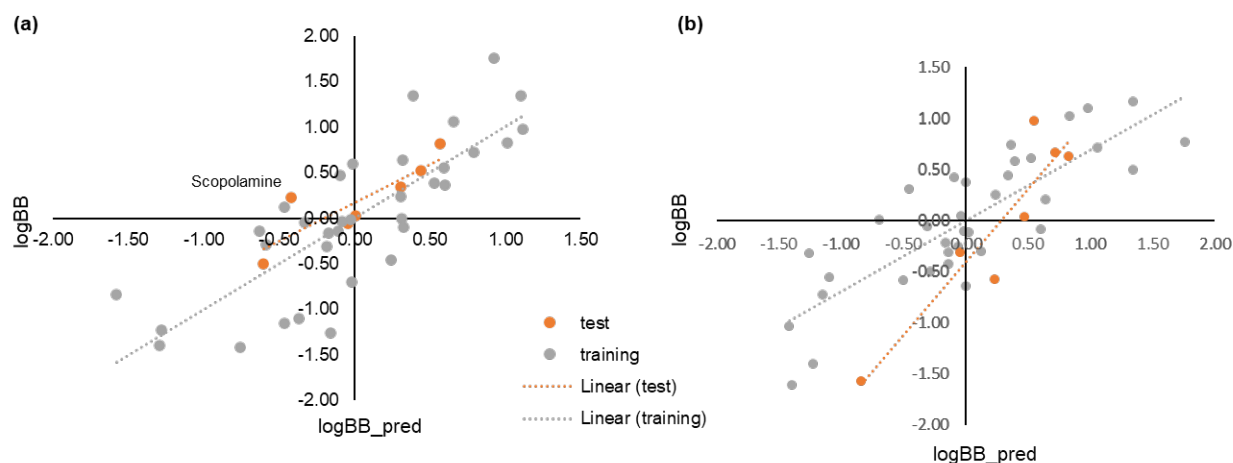 (a)
2.00
1.50
1.00
0.50
0.00
-0.50
-1.00
-1.50
-2.00
-2.00 -1.50 -1.00 -0.50 0.00 0.50 1.00 1.50
logBB
logBB_pred
Scopolamine
test
training
Linear (test)
Linear (training)
(b)
1.50
1.00
0.50
0.00
-0.50
-1.00
-1.50
-2.00
-2.00 -1.50 -1.00 -0.50 0.00 0.50 1.00 1.50 2.00
logBB
logBB_pred